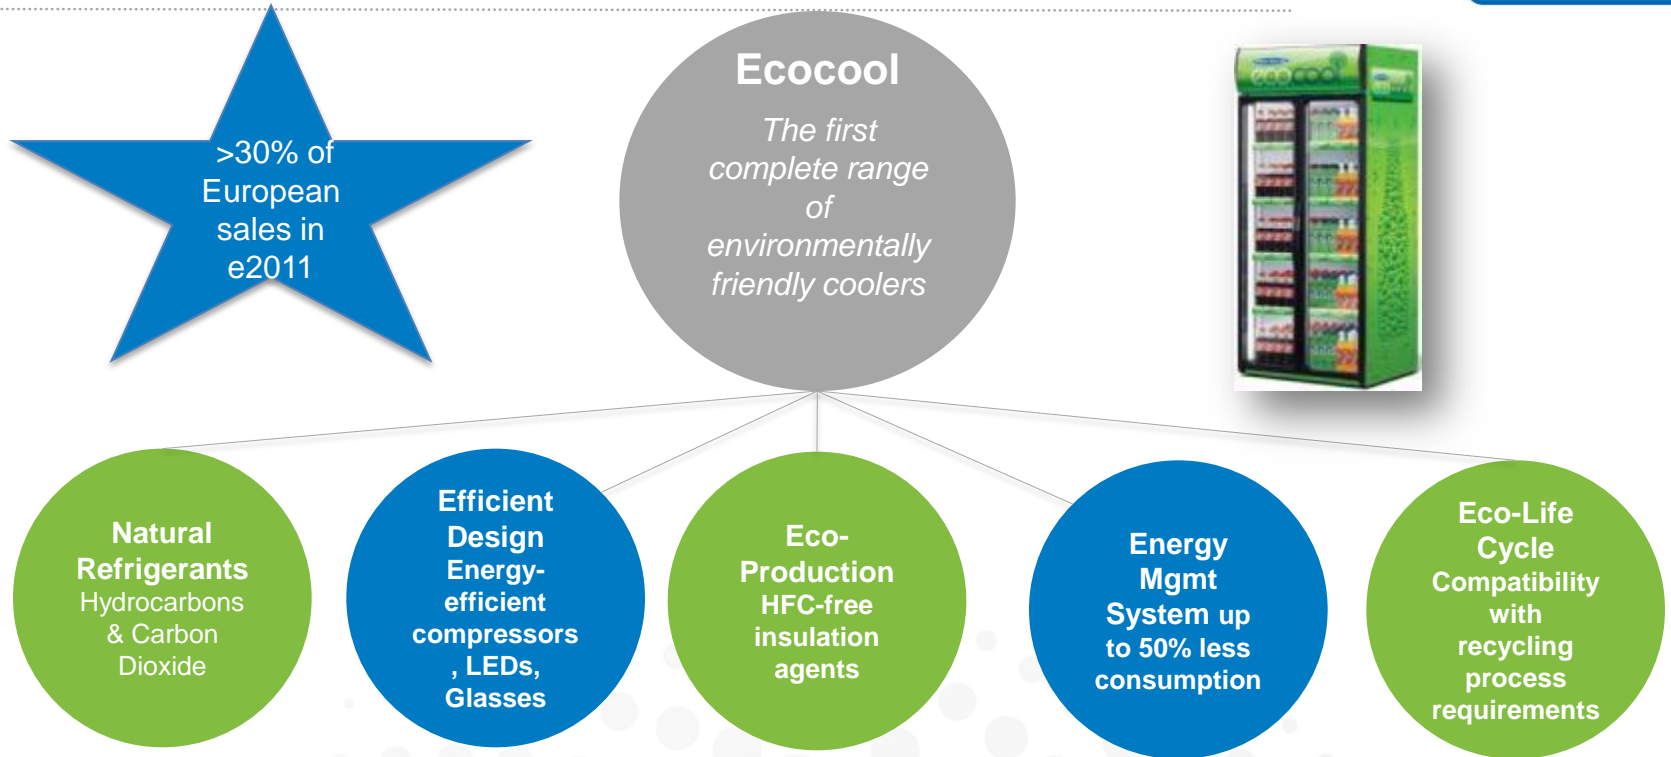 >30% of
European
sales in
e2011
Ecocool
The first
complete range
of
environmentally
friendly coolers
ecocool
Natural
Refrigerants
Hydrocarbons
& Carbon
Dioxide
Efficient
Design
Energy-
efficient
compressors
, LEDs,
Glasses
Eco-
Production
HFC-free
insulation
agents
Energy
Mgmt
System up
to 50% less
consumption
Eco-Life
Cycle
Compatibility
with
recycling
process
requirements